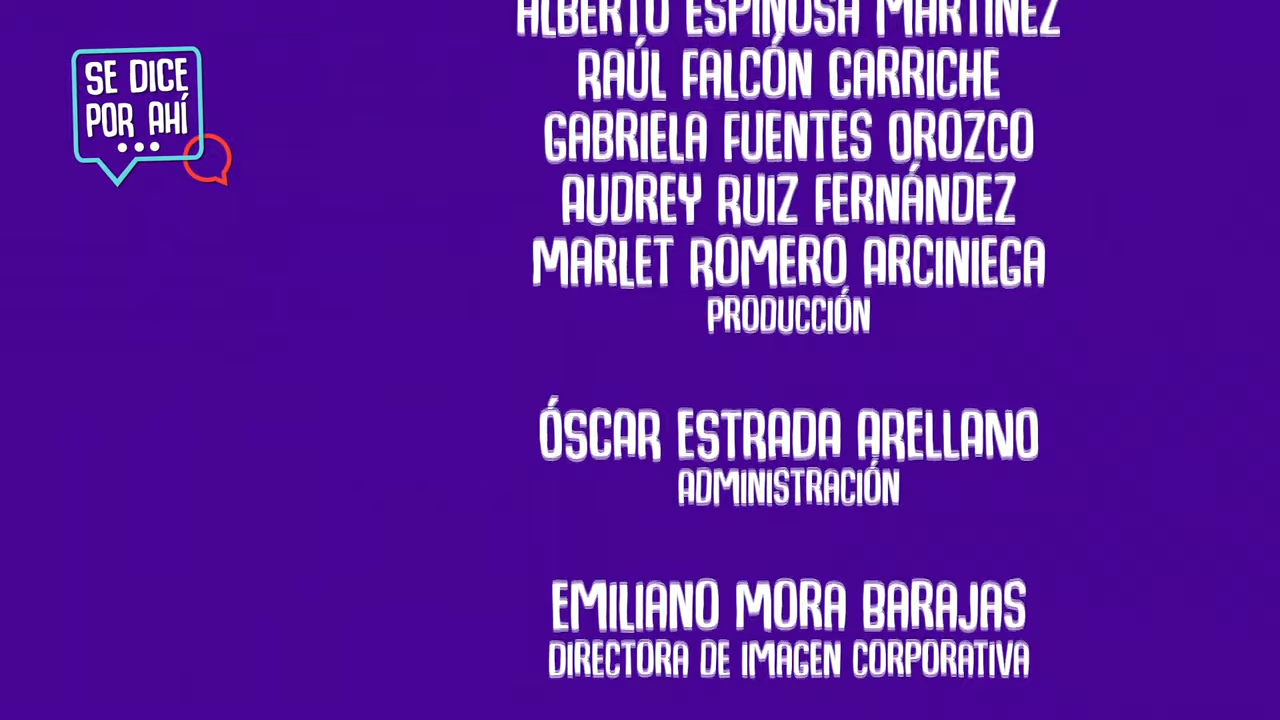 SE DICE
POR AHÍ
...
ALBERTO ESPINOSA MARTÍNEZ
RAÚL FALCÓN CARRICHE
GABRIELA FUENTES OROZCO
AUDREY RUIZ FERNÁNDEZ
MARLET ROMERO ARCINIEGA
PRODUCCIÓN
ÓSCAR ESTRADA ARELLANO
ADMINISTRACIÓN
EMILIANO MORA BARAJAS
DIRECTORA DE IMAGEN CORPORATIVA